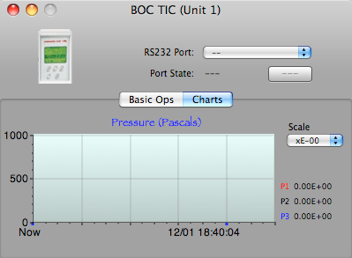 BOC TIC (Unit 1)
RS232 Port: --
Port State: --- ---
Basic Ops Charts
Pressure (Pascals)
Scale
xE-00
1000
500
0
P1 0.00E+00
P2 0.00E+00
P3 0.00E+00
Now 12/01 18:40:04